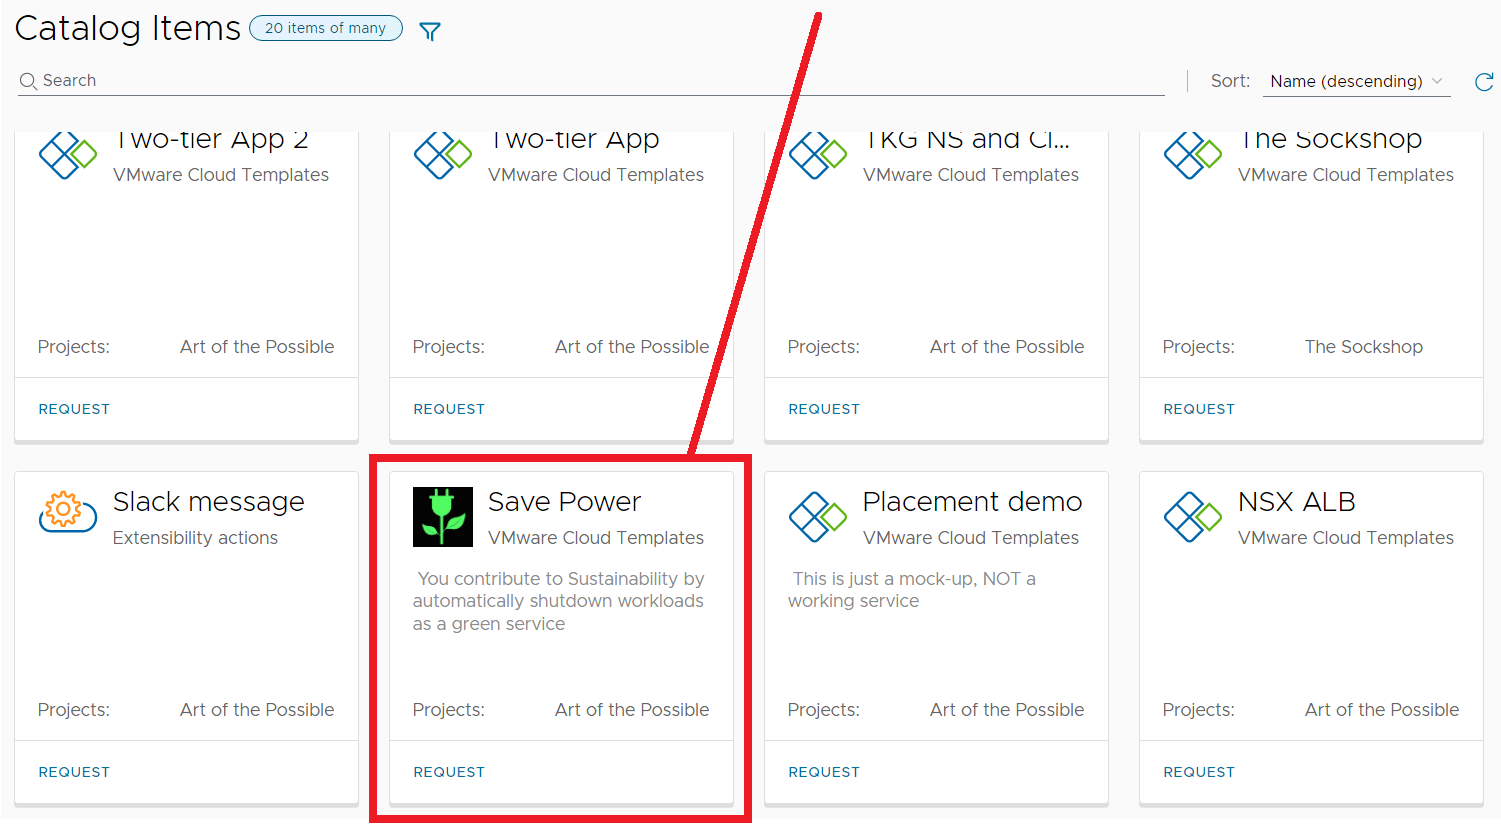 Catalog Items
20 items of many
Search
Sort: Name (descending)
Two-tier App 2
VMware Cloud Templates
Projects: Art of the Possible
REQUEST
Two-tier App
VMware Cloud Templates
Projects: Art of the Possible
REQUEST
TKG NS and Cl...
VMware Cloud Templates
Projects: Art of the Possible
REQUEST
The Sockshop
VMware Cloud Templates
Projects: The Sockshop
REQUEST
Slack message
Extensibility actions
Projects: Art of the Possible
REQUEST
Save Power
VMware Cloud Templates
You contribute to Sustainability by
automatically shutdown workloads
as a green service
Projects: Art of the Possible
REQUEST
Placement demo
VMware Cloud Templates
This is just a mock-up, NOT a
working service
Projects: Art of the Possible
REQUEST
NSX ALB
VMware Cloud Templates
Projects: Art of the Possible
REQUEST